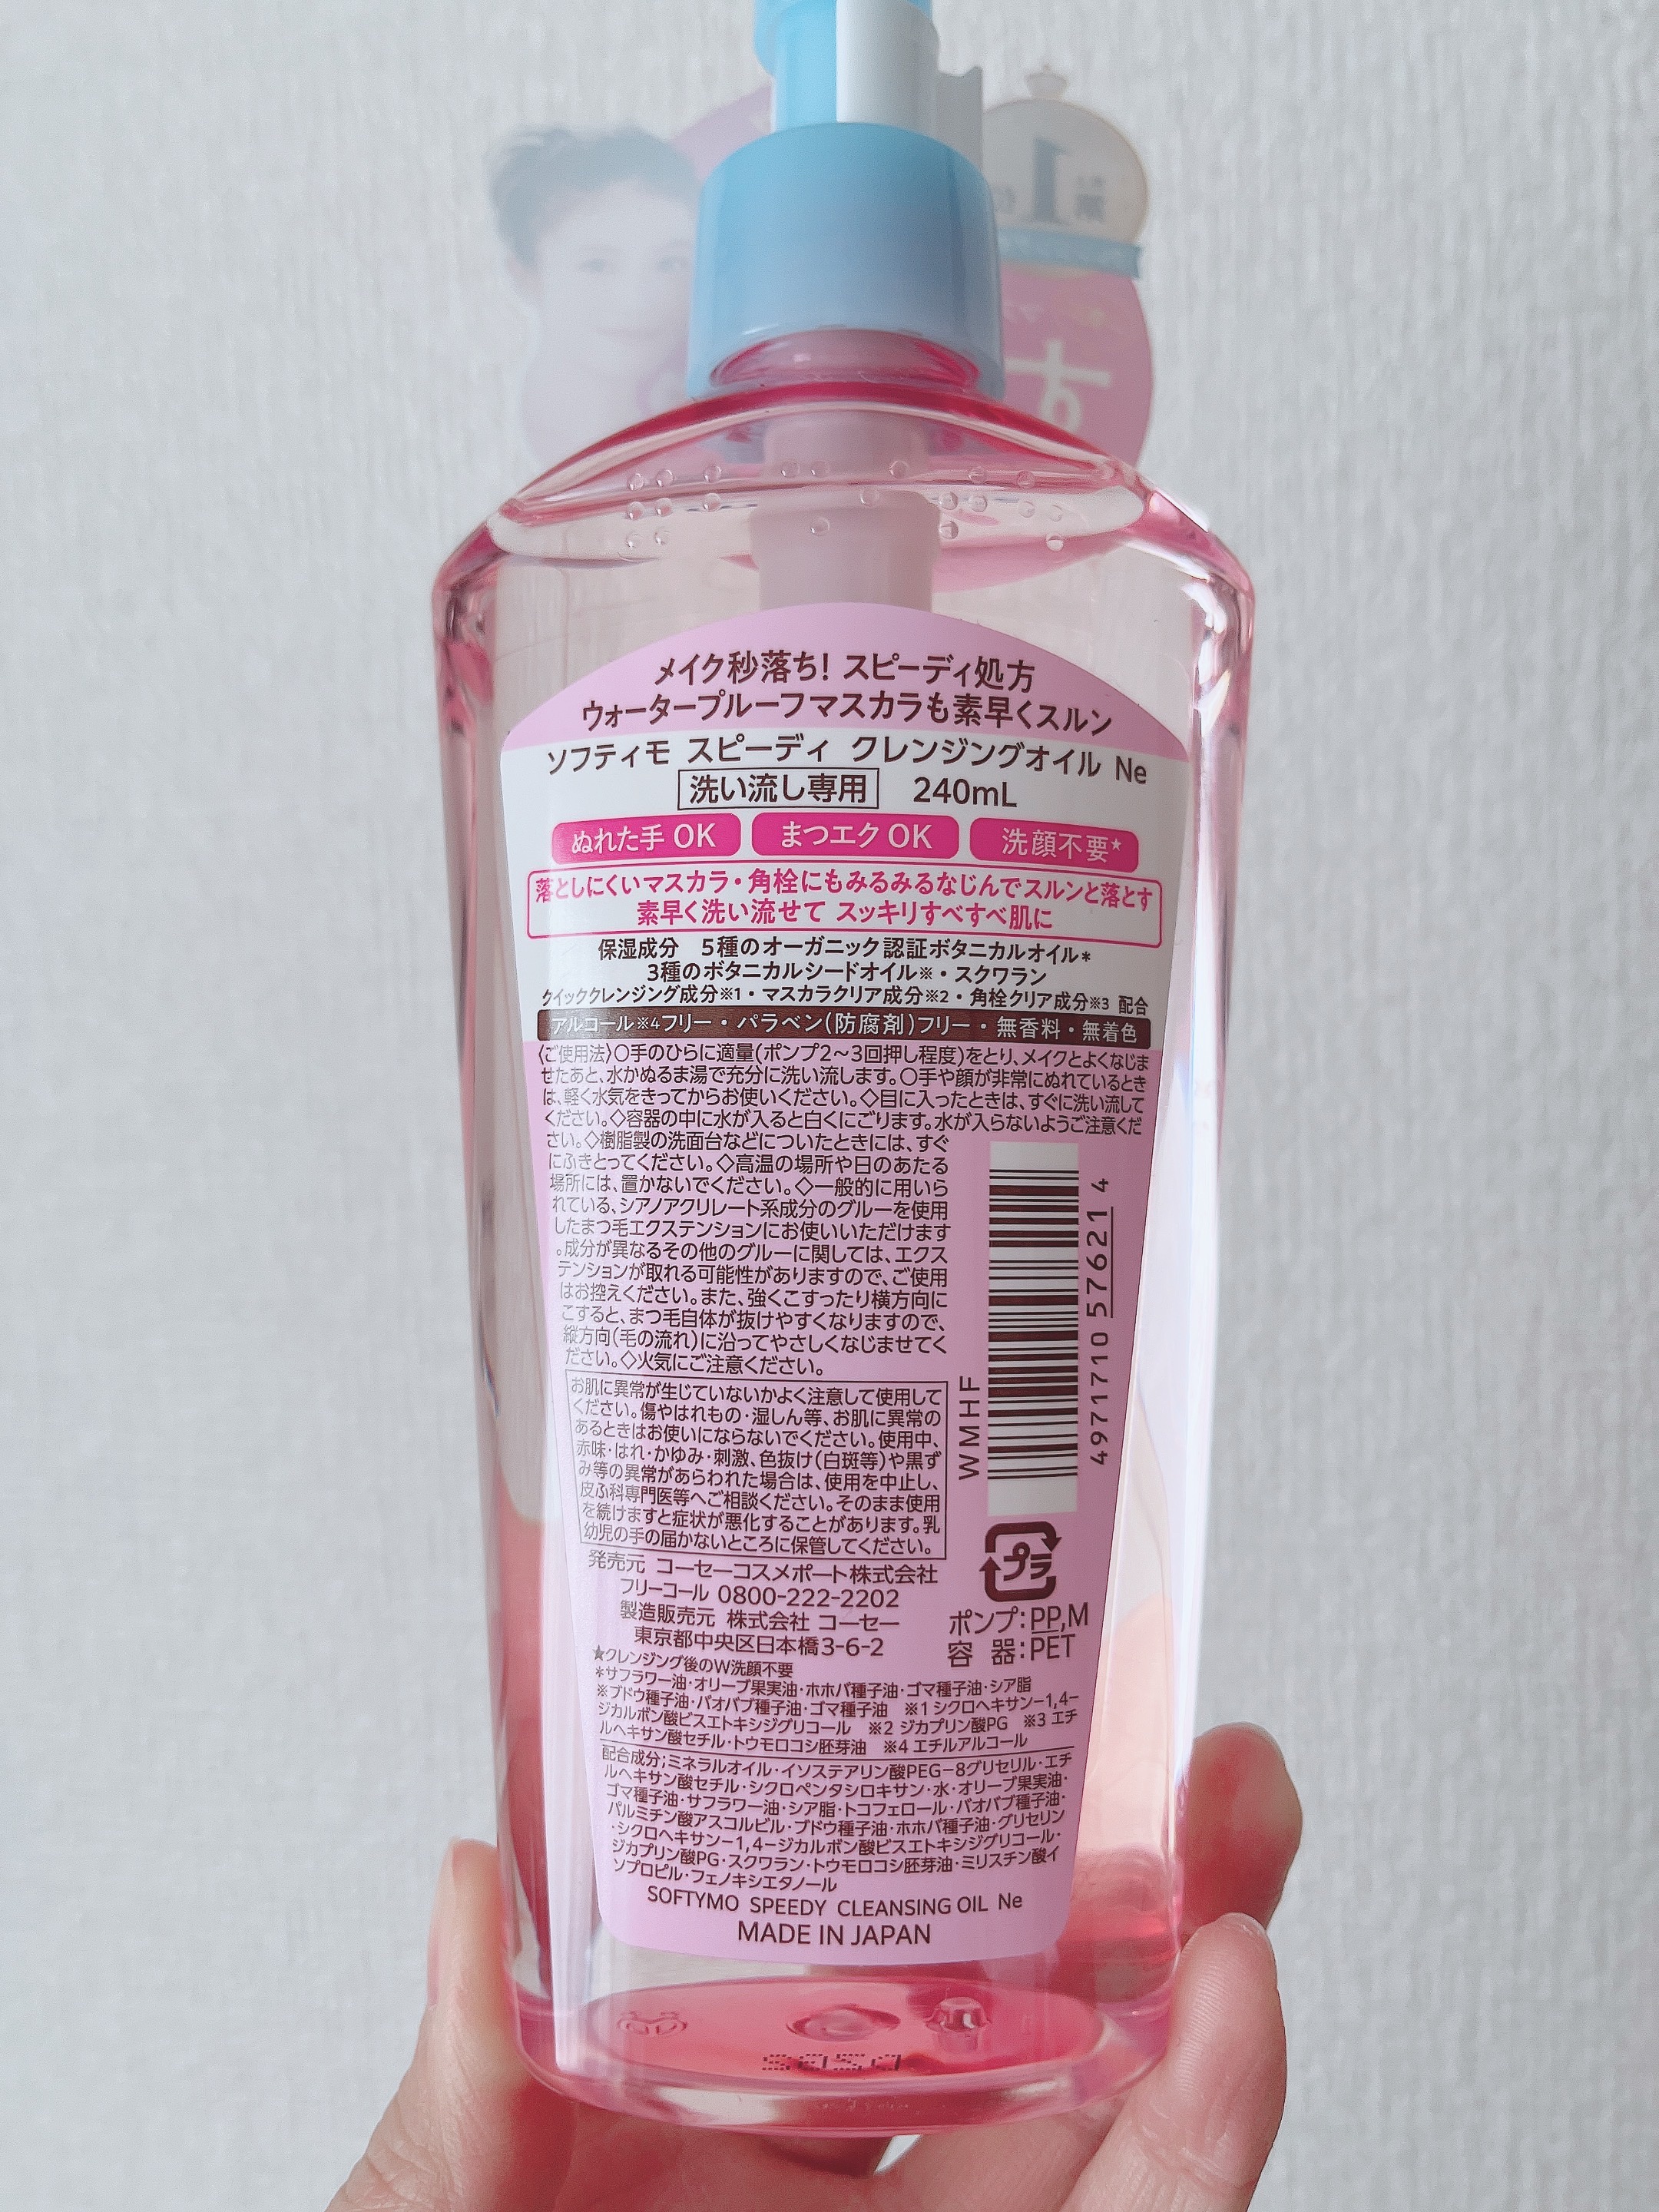 メイク秒落ち! スピーディ処方
ウォータープルーフマスカラも素早くスルン
ソフティモ スピーディ クレンジングオイル Ne
洗い流し専用 240mL
ぬれた手 OK まつエク OK 洗顔不要★
落としにくいマスカラ・角栓にもみるみるなじんでスルンと落とす
素早く洗い流せて スッキリすべすべ肌に
保湿成分 5種のオーガニック認証ボタニカルオイル*
3種のボタニカルシードオイル※・スクワラン
クイッククレンジング成分※1・マスカラクリア成分※2・角栓クリア成分※3 配合
アルコール※4フリー・パラベン(防腐剤)フリー・無香料・無着色
〈ご使用法〉○手のひらに適量(ポンプ2～3回押し程度)をとり、メイクとよくなじま
せたあと、水かぬるま湯で充分に洗い流します。○手や顔が非常にぬれているとき
は、軽く水気をきってからお使いください。◇目に入ったときは、すぐに洗い流して
ください。◇容器の中に水が入ると白くにごります。水が入らないようご注意くだ
さい。◇樹脂製の洗面台などについたときには、すぐ
にふきとってください。◇高温の場所や日のあたる
場所には、置かないでください。◇一般的に用いら
れている、シアノアクリレート系成分のグルーを使用
したまつ毛エクステンションにお使いいただけます
。成分が異なるその他のグルーに関しては、エクス
テンションが取れる可能性がありますので、ご使用
はお控えください。また、強くこすったり横方向に
こすると、まつ毛自体が抜けやすくなりますので、
縦方向(毛の流れ)に沿ってやさしくなじませてく
ださい。◇火気にご注意ください。
お肌に異常が生じていないかよく注意して使用して
ください。傷やはれもの・湿しん等、お肌に異常の
あるときはお使いにならないでください。使用中、
赤味・はれ・かゆみ・刺激、色抜け(白斑等)や黒ず
み等の異常があらわれた場合は、使用を中止し、
皮ふ科専門医等へご相談ください。そのまま使用
を続けますと症状が悪化することがあります。乳
幼児の手の届かないところに保管してください。
WMHF
4971710 576214
プラ
ポンプ:PP,M
容 器:PET
発売元 コーセーコスメポート株式会社
フリーコール 0800-222-2202
製造販売元 株式会社 コーセー
東京都中央区日本橋3-6-2
★クレンジング後のW洗顔不要
*サフラワー油・オリーブ果実油・ホホバ種子油・ゴマ種子油・シア脂
※ブドウ種子油・バオバブ種子油・ゴマ種子油 ※1 シクロヘキサン-1,4-
ジカルボン酸ビスエトキシジグリコール ※2 ジカプリン酸PG ※3 エチ
ルヘキサン酸セチル・トウモロコシ胚芽油 ※4 エチルアルコール
配合成分;ミネラルオイル・イソステアリン酸PEG-8グリセリル・エチ
ルヘキサン酸セチル・シクロペンタシロキサン・水・オリーブ果実油・
ゴマ種子油・サフラワー油・シア脂・トコフェロール・バオバブ種子油・
パルミチン酸アスコルビル・ブドウ種子油・ホホバ種子油・グリセリン
・シクロヘキサン-1,4-ジカルボン酸ビスエトキシジグリコール・
ジカプリン酸PG・スクワラン・トウモロコシ胚芽油・ミリスチン酸イ
ソプロピル・フェノキシエタノール
SOFTYMO SPEEDY CLEANSING OIL Ne
MADE IN JAPAN